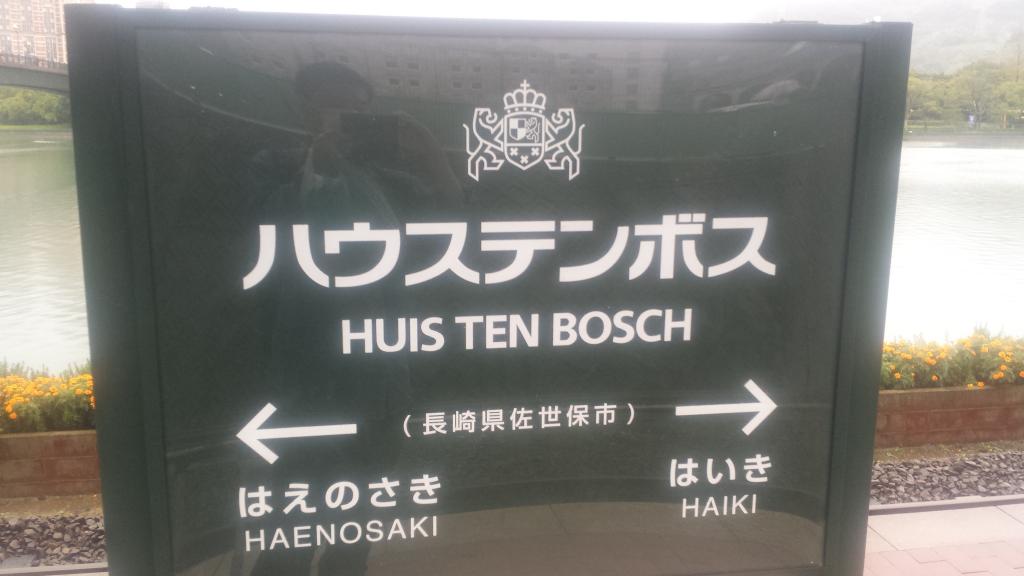 ハウステンボス
HUIS TEN BOSCH
(長崎県佐世保市)
はえのさき
HAENOSAKI
はいき
HAIKI